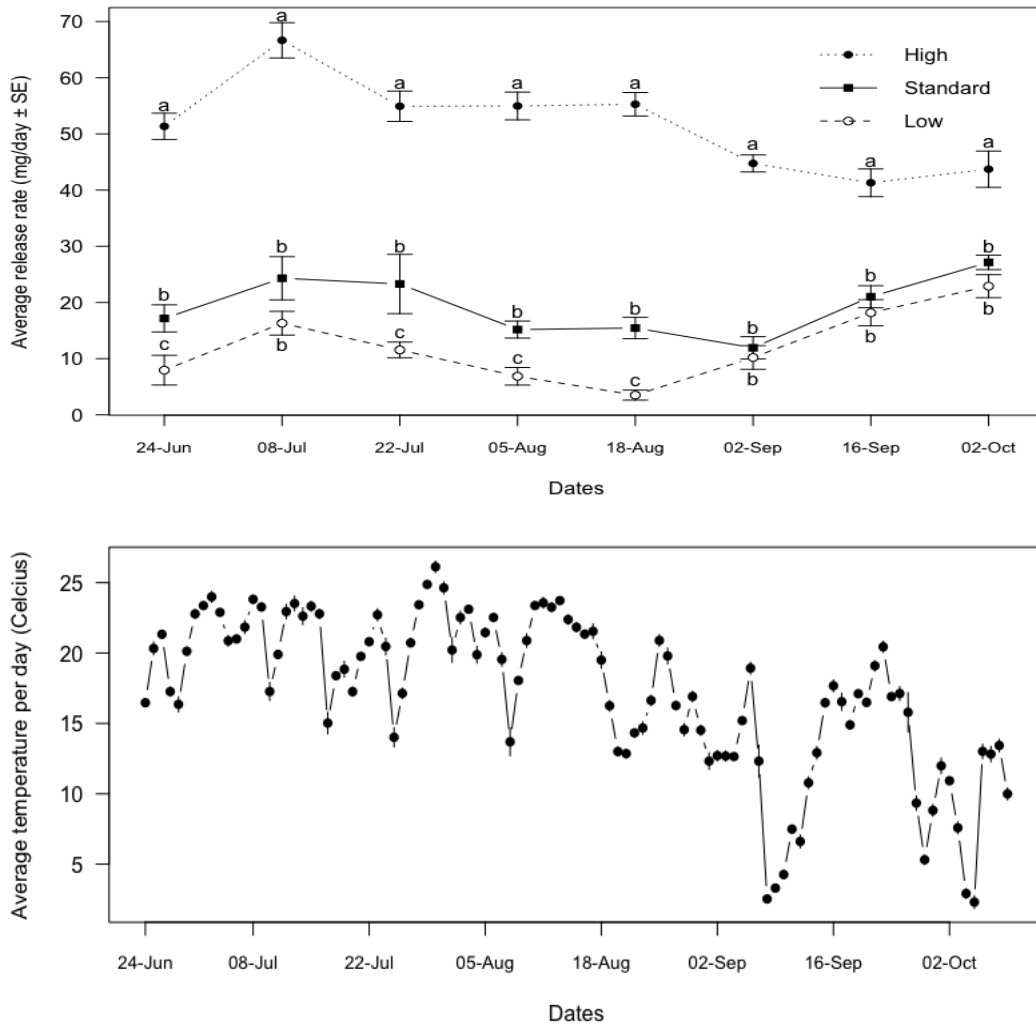 Average release rate (mg/day ± SE)
70
60
50
40
30
20
10
0
High
Standard
Low
a a a a a a a a
b b b b b b b b
c b c c c b b b
24-Jun 08-Jul 22-Jul 05-Aug 18-Aug 02-Sep 16-Sep 02-Oct
Dates
Average temperature per day (Celcius)
25
20
15
10
5
24-Jun 08-Jul 22-Jul 05-Aug 18-Aug 02-Sep 16-Sep 02-Oct
Dates